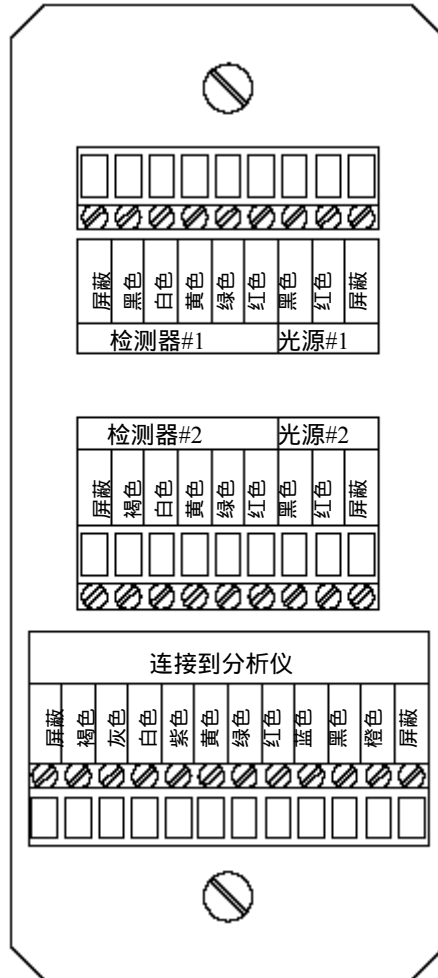 屏蔽 黑色 白色 黄色 绿色 红色 黑色 红色 屏蔽
检测器#1 光源#1
检测器#2 光源#2
屏蔽 褐色 白色 黄色 绿色 红色 黑色 红色 屏蔽
连接到分析仪
屏蔽 褐色 灰色 白色 紫色 黄色 绿色 红色 蓝色 黑色 橙色 屏蔽